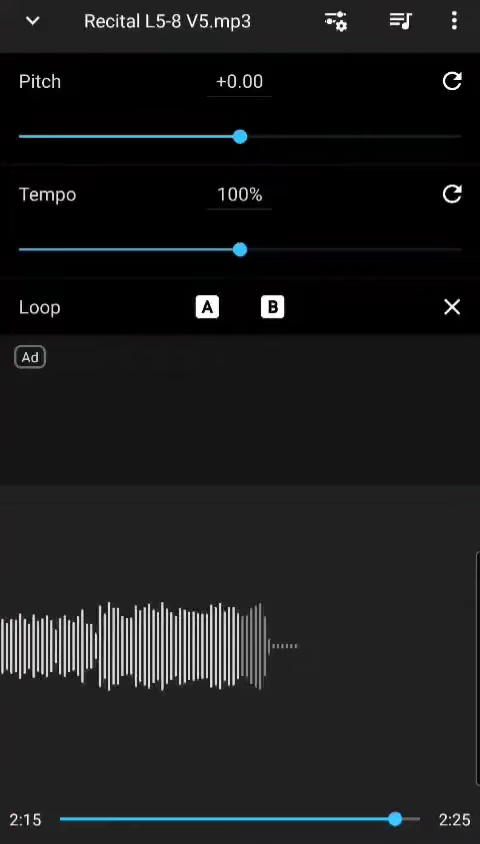 Recital L5-8 V5.mp3
Pitch +0.00
Tempo 100%
Loop A B
Ad
2:15 2:25